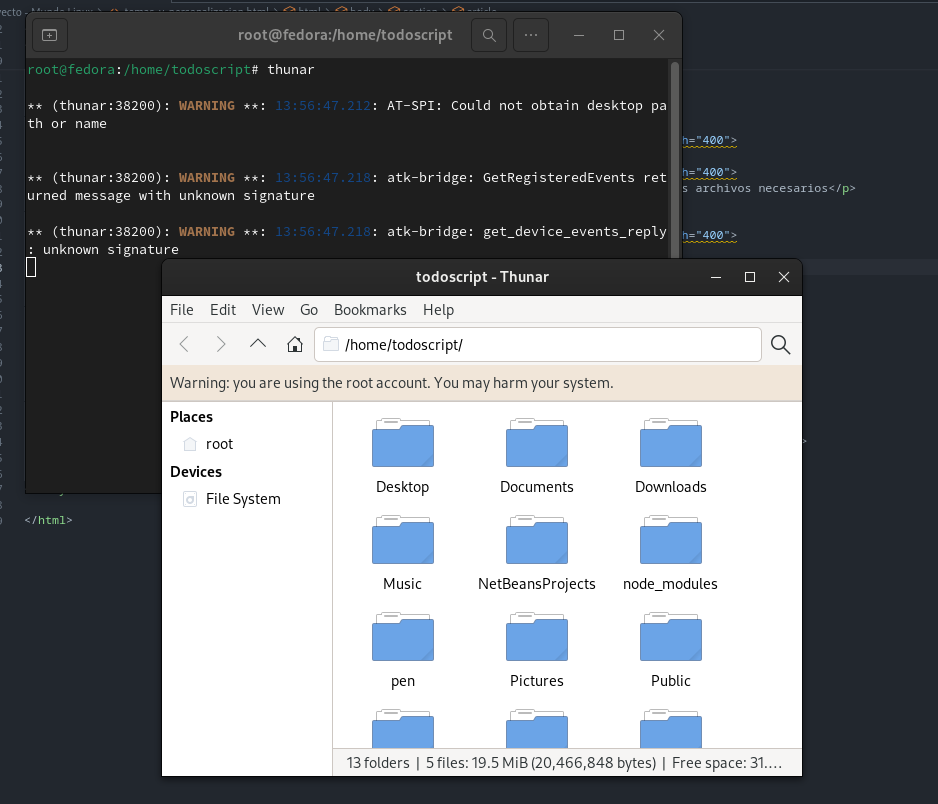 root@fedora:/home/todoscript
root@fedora:/home/todoscript# thunar
** (thunar:38200): WARNING **: 13:56:47.212: AT-SPI: Could not obtain desktop pa
th or name
** (thunar:38200): WARNING **: 13:56:47.218: atk-bridge: GetRegisteredEvents ret
urned message with unknown signature
** (thunar:38200): WARNING **: 13:56:47.218: atk-bridge: get_device_events_reply
: unknown signature
h="400">
h="400">
s archivos necesarios</p>
h="400">
</html>
todoscript - Thunar
File Edit View Go Bookmarks Help
/home/todoscript/
Warning: you are using the root account. You may harm your system.
Places
root
Devices
File System
Desktop Documents Downloads
Music NetBeansProjects node_modules
pen Pictures Public
13 folders | 5 files: 19.5 MiB (20,466,848 bytes) | Free space: 31....